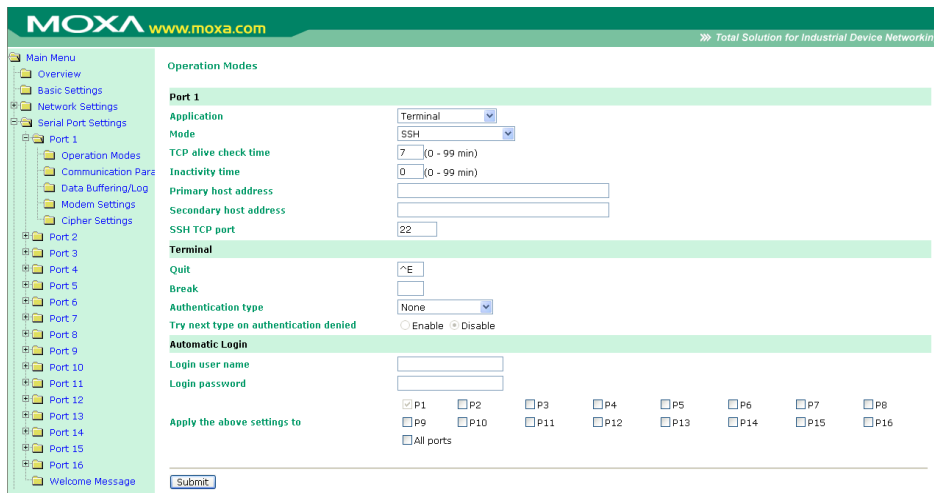 MOXA www.moxa.com
Total Solution for Industrial Device Networkin
Main Menu
Overview
Basic Settings
Network Settings
Serial Port Settings
Port 1
Operation Modes
Communication Para
Data Buffering/Log
Modem Settings
Cipher Settings
Port 2
Port 3
Port 4
Port 5
Port 6
Port 7
Port 8
Port 9
Port 10
Port 11
Port 12
Port 13
Port 14
Port 15
Port 16
Welcome Message
Operation Modes
Port 1
Application Terminal
Mode SSH
TCP alive check time 7 (0 - 99 min)
Inactivity time 0 (0 - 99 min)
Primary host address
Secondary host address
SSH TCP port 22
Terminal
Quit ^E
Break
Authentication type None
Try next type on authentication denied Enable Disable
Automatic Login
Login user name
Login password
Apply the above settings to
P1 P2 P3 P4 P5 P6 P7 P8
P9 P10 P11 P12 P13 P14 P15 P16
All ports
Submit